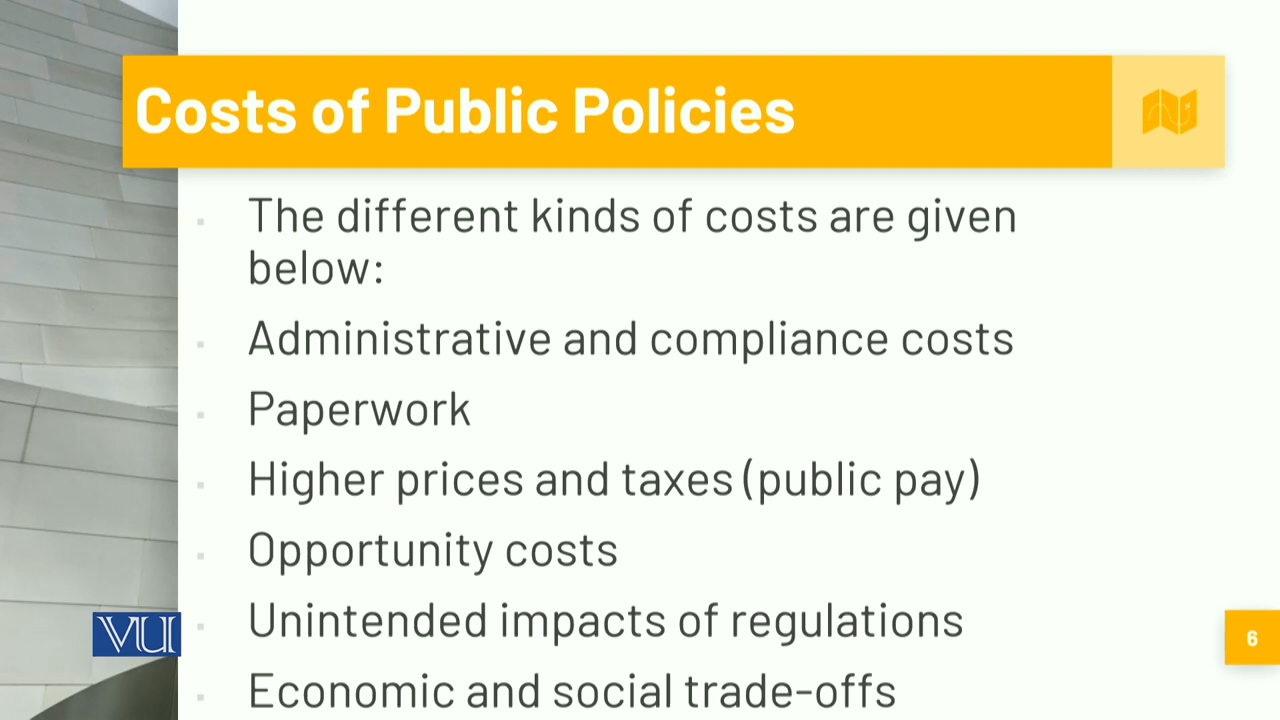 Costs of Public Policies
The different kinds of costs are given
below:
Administrative and compliance costs
Paperwork
Higher prices and taxes (public pay)
Opportunity costs
Unintended impacts of regulations
Economic and social trade-offs
VU
6